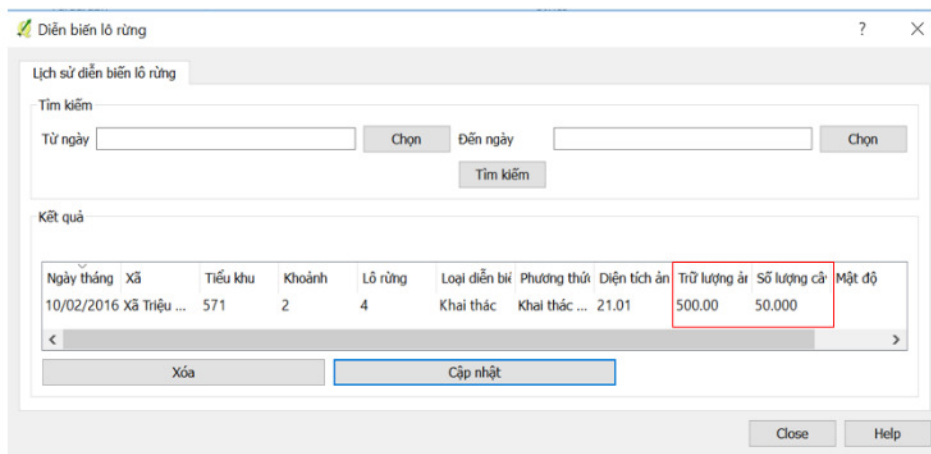 Diễn biến lô rừng ?
Lịch sử diễn biến lô rừng
Tìm kiếm
Từ ngày Chọn Đến ngày Chọn
Tìm kiếm
Kết quả
Ngày tháng Xã Tiểu khu Khoảnh Lô rừng Loại diễn biế Phương thứ Diện tích ản Trữ lượng ản Số lượng câ Mật độ
10/02/2016 Xã Triệu ... 571 2 4 Khai thác Khai thác ... 21.01 500.00 50.000
Xóa Cập nhật
Close Help